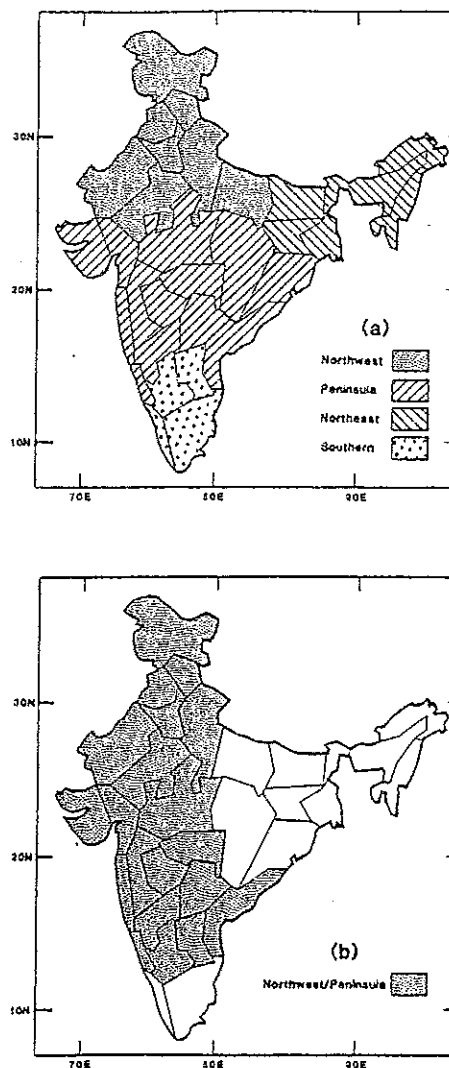 30N
20N
10N
(a)
Northwest
Peninsula
Northeast
Southern
70E 80E 90E
30N
20N
10N
(b)
Northwest/Peninsula
70E 80E 90E